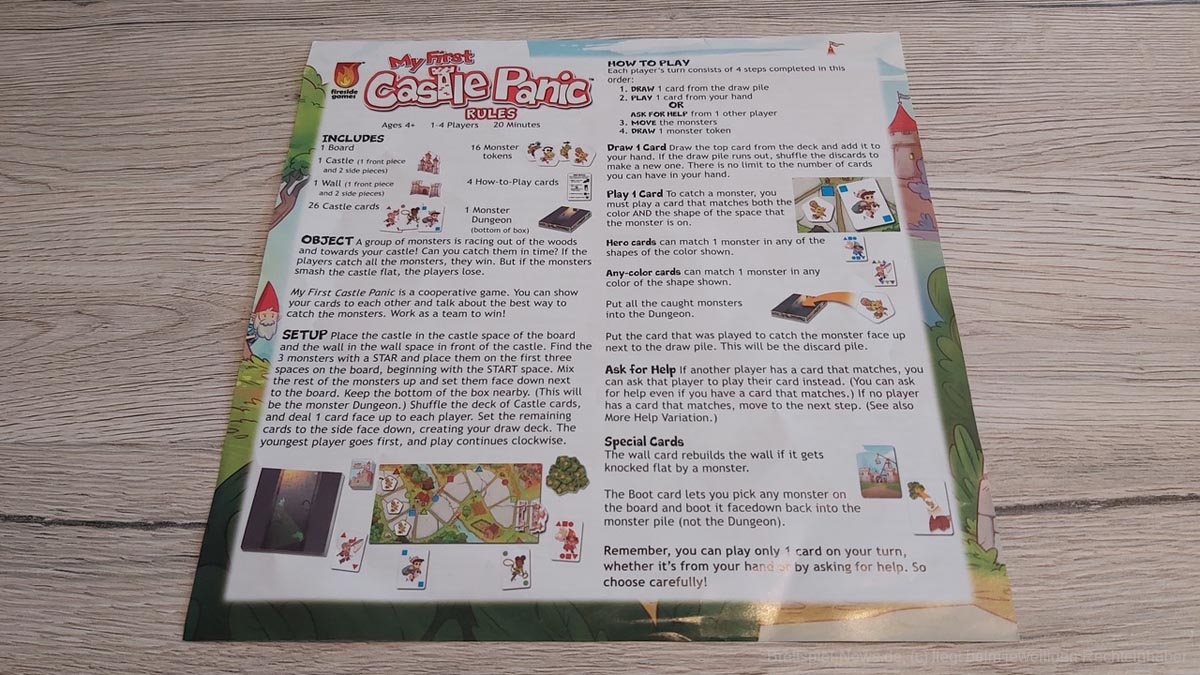 fireside games
My First
Castle Panic™
RULES
Ages 4+ 1-4 Players 20 Minutes
INCLUDES
1 Board
1 Castle (1 front piece
and 2 side pieces)
1 Wall (1 front piece
and 2 side pieces)
26 Castle cards
16 Monster
tokens
4 How-to-Play cards
1 Monster
Dungeon
(bottom of box)
OBJECT A group of monsters is racing out of the woods
and towards your castle! Can you catch them in time? If the
players catch all the monsters, they win. But if the monsters
smash the castle flat, the players lose.
My First Castle Panic is a cooperative game. You can show
your cards to each other and talk about the best way to
catch the monsters. Work as a team to win!
SETUP Place the castle in the castle space of the board
and the wall in the wall space in front of the castle. Find the
3 monsters with a STAR and place them on the first three
spaces on the board, beginning with the START space. Mix
the rest of the monsters up and set them face down next
to the board. Keep the bottom of the box nearby. (This will
be the monster Dungeon.) Shuffle the deck of Castle cards,
and deal 1 card face up to each player. Set the remaining
cards to the side face down, creating your draw deck. The
youngest player goes first, and play continues clockwise.
HOW TO PLAY
Each player's turn consists of 4 steps completed in this
order:
1. DRAW 1 card from the draw pile
2. PLAY 1 card from your hand
OR
ASK FOR HELP from 1 other player
3. MOVE the monsters
4. DRAW 1 monster token
Draw 1 Card Draw the top card from the deck and add it to
your hand. If the draw pile runs out, shuffle the discards to
make a new one. There is no limit to the number of cards
you can have in your hand.
Play 1 Card To catch a monster, you
must play a card that matches both the
color AND the shape of the space that
the monster is on.
Hero cards can match 1 monster in any of the
shapes of the color shown.
Any-color cards can match 1 monster in any
color of the shape shown.
Put all the caught monsters
into the Dungeon.
Put the card that was played to catch the monster face up
next to the draw pile. This will be the discard pile.
Ask for Help If another player has a card that matches, you
can ask that player to play their card instead. (You can ask
for help even if you have a card that matches.) If no player
has a card that matches, move to the next step. (See also
More Help Variation.)
Special Cards
The wall card rebuilds the wall if it gets
knocked flat by a monster.
The Boot card lets you pick any monster on
the board and boot it facedown back into the
monster pile (not the Dungeon).
Remember, you can play only 1 card on your turn,
whether it's from your hand or by asking for help. So
choose carefully!